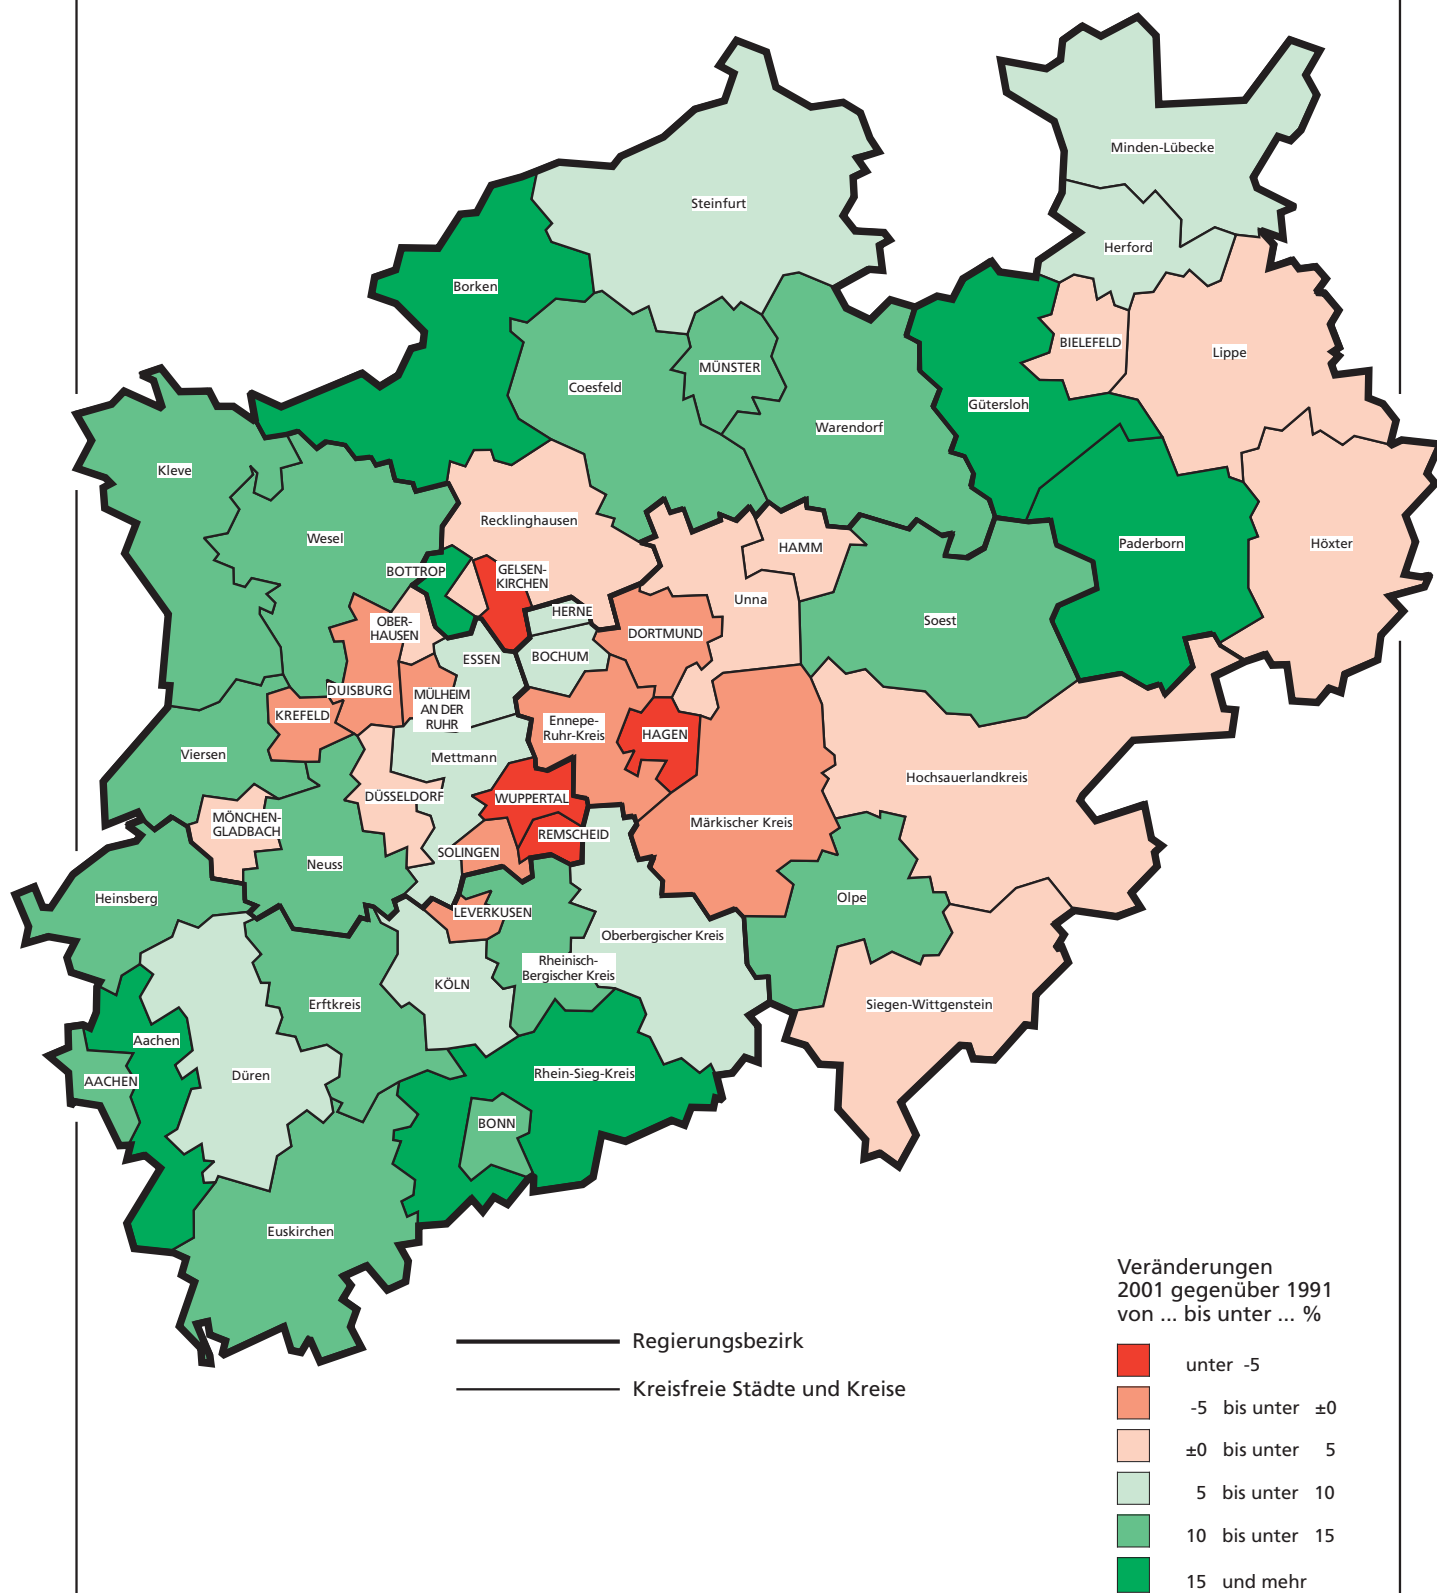 Minden-Lübecke
Steinfurt
Herford
Borken
BIELEFELD
Lippe
MÜNSTER
Coesfeld
Gütersloh
Warendorf
Kleve
Recklinghausen
Wesel
HAMM
Paderborn
Höxter
BOTTROP
GELSEN-
KIRCHEN
Unna
HERNE
Soest
OBER-
HAUSEN
DORTMUND
ESSEN
BOCHUM
DUISBURG
MÜLHEIM
AN DER
RUHR
KREFELD
Ennepe-
Ruhr-Kreis
HAGEN
Viersen
Mettmann
Hochsauerlandkreis
DÜSSELDORF
WUPPERTAL
MÖNCHEN-
GLADBACH
Märkischer Kreis
REMSCHEID
SOLINGEN
Neuss
Heinsberg
Olpe
LEVERKUSEN
Oberbergischer Kreis
Rheinisch-
Bergischer Kreis
KÖLN
Erftkreis
Siegen-Wittgenstein
Aachen
Düren
Rhein-Sieg-Kreis
AACHEN
BONN
Euskirchen
Regierungsbezirk
Kreisfreie Städte und Kreise
Veränderungen
2001 gegenüber 1991
von ... bis unter ... %
unter -5
-5 bis unter ±0
±0 bis unter 5
5 bis unter 10
10 bis unter 15
15 und mehr